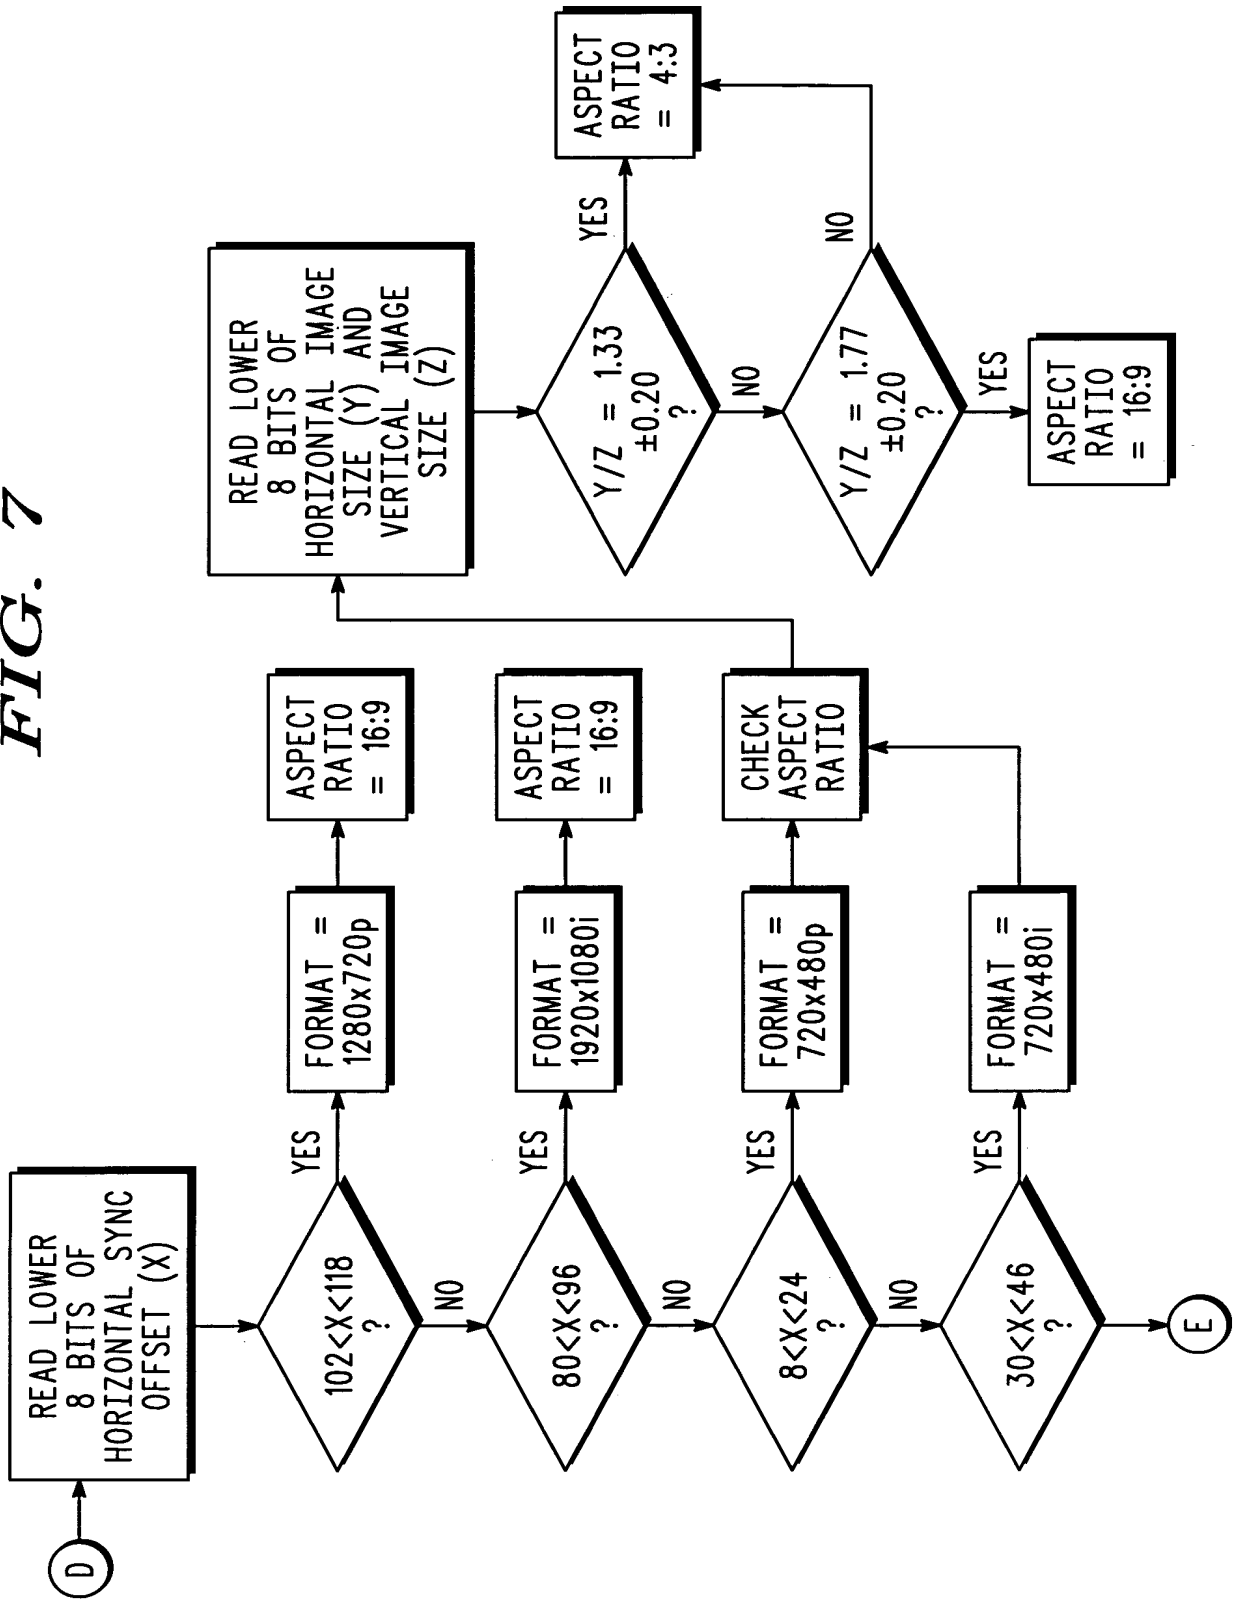 FIG. 7
D
READ LOWER
8 BITS OF
HORIZONTAL SYNC
OFFSET (X)
102<X<118
?
YES
FORMAT =
1280x720p
ASPECT
RATIO
= 16:9
NO
80<X<96
?
YES
FORMAT =
1920x1080i
ASPECT
RATIO
= 16:9
NO
8<X<24
?
YES
FORMAT =
720x480p
CHECK
ASPECT
RATIO
NO
30<X<46
?
YES
FORMAT =
720x480i
E
READ LOWER
8 BITS OF
HORIZONTAL IMAGE
SIZE (Y) AND
VERTICAL IMAGE
SIZE (Z)
Y/Z = 1.33
±0.20
?
YES
ASPECT
RATIO
= 4:3
NO
Y/Z = 1.77
±0.20
?
NO
YES
ASPECT
RATIO
= 16:9